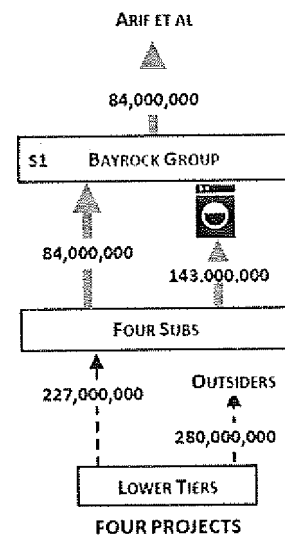 ARIF ET AL
84,000,000
S1 BAYROCK GROUP
84,000,000
143.000,000
FOUR SUBS
OUTSIDERS
227,000,000
280,000,000
LOWER TIERS
FOUR PROJECTS